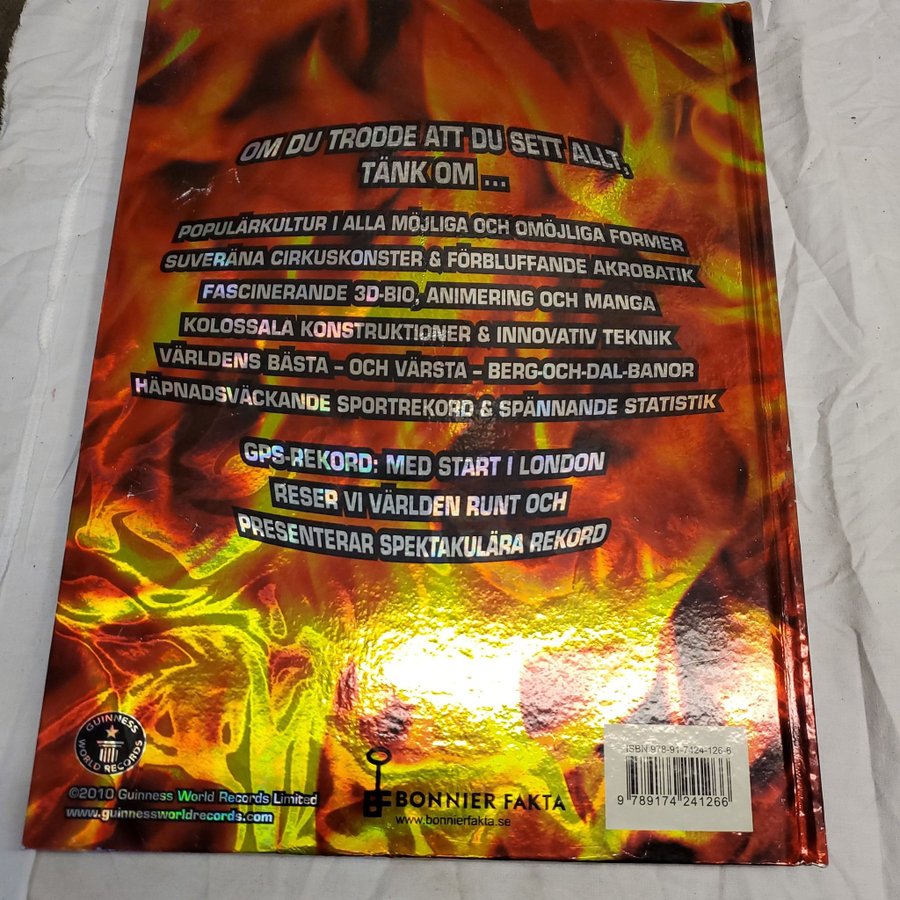 OM DU TRODDE ATT DU SETT ALLT,
TÄNK OM ...
POPULÄRKULTUR I ALLA MÖJLIGA OCH OMÖJLIGA FORMER
SUVERÄNA CIRKUSKONSTER & FÖRBLUFFANDE AKROBATIK
FASCINERANDE 3D-BIO, ANIMERING OCH MANGA
KOLOSSALA KONSTRUKTIONER & INNOVATIV TEKNIK
VÄRLDENS BÄSTA – OCH VÄRSTA – BERG-OCH-DAL-BANOR
HÄPNADSVÄCKANDE SPORTREKORD & SPÄNNANDE STATISTIK
GPS-REKORD: MED START I LONDON
RESER VI VÄRLDEN RUNT OCH
PRESENTERAR SPEKTAKULÄRA REKORD
GUINNESS
WORLD RECORDS
©2010 Guinness World Records Limited
www.guinnessworldrecords.com
BONNIER FAKTA
www.bonnierfakta.se
ISBN 978-91-7424-126-6
9 789174 241266